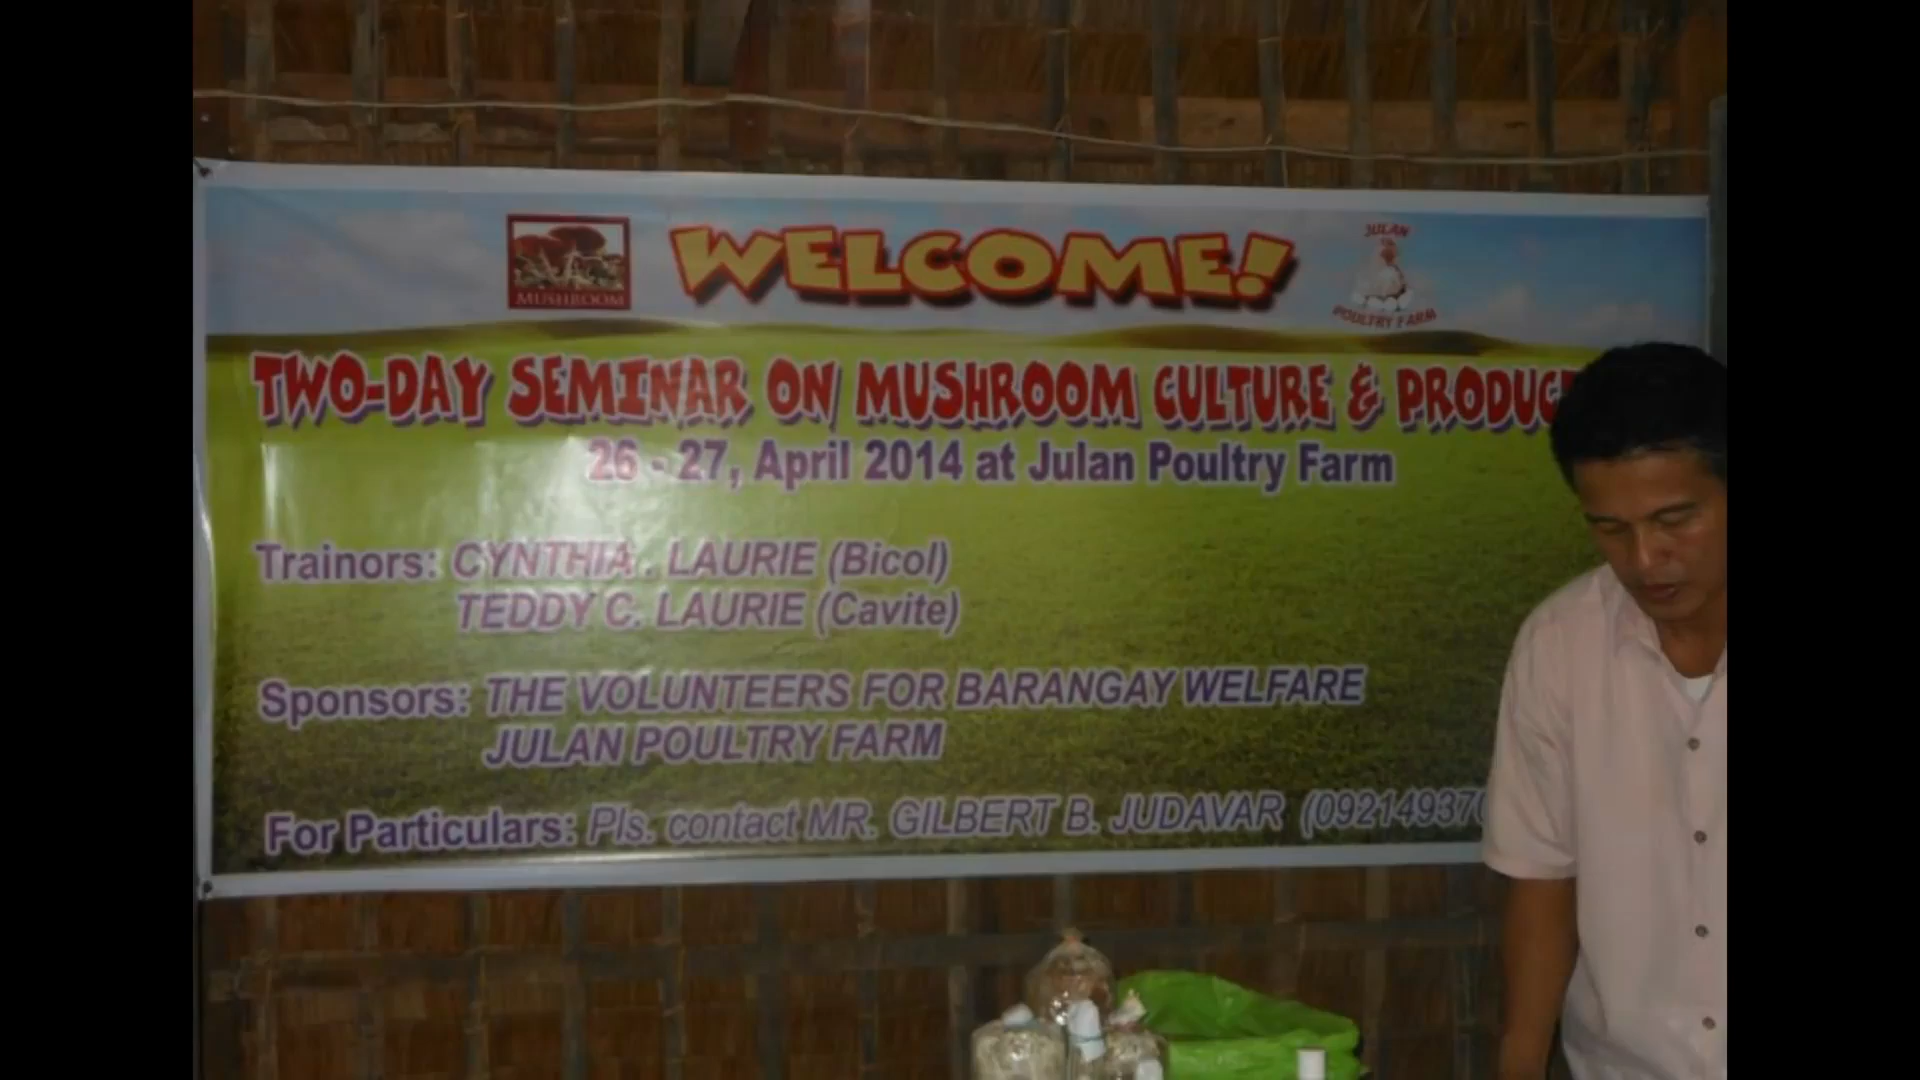 MUSHROOM
WELCOME!
JULAN
POULTRY FARM
TWO-DAY SEMINAR ON MUSHROOM CULTURE &
26 - 27, April 2014 at Julan Poultry Farm
Trainors: CYNTHIA . LAURIE (Bicol)
TEDDY C. LAURIE (Cavite)
Sponsors: THE VOLUNTEERS FOR BARANGAY WELFARE
JULAN POULTRY FARM
For Particulars: Pls. contact MR. GILBERT B. JUDAVAR